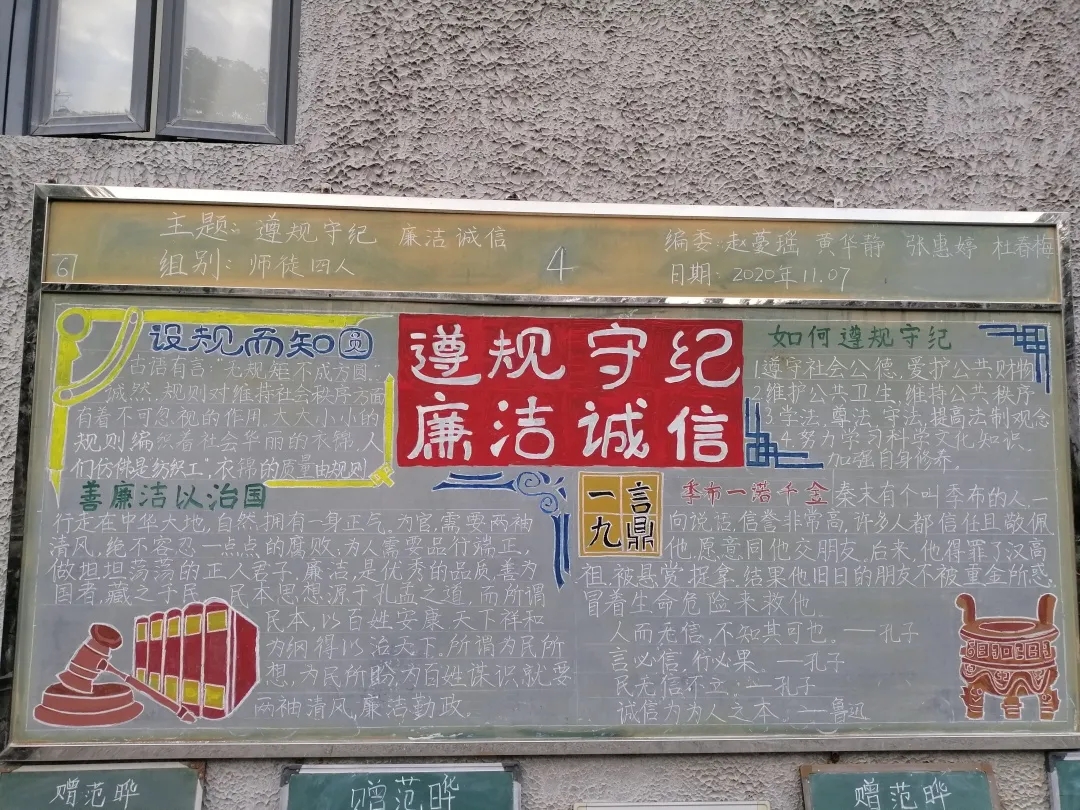 主题:遵规守纪 廉洁诚信
组别:师徒四人
6
4
编委:赵蔓瑶 黄华静 张惠婷 杜春梅
日期:2020年11.07
设规而知圆
古语有言:"无规矩不成方圆."
诚然,规则对维持社会秩序方面
有着不可忽视的作用,大大小小的
规则编织着社会华丽的衣锦,人
们仿佛是纺织工,衣锦的质量由规则
遵规守纪
廉洁诚信
如何遵规守纪
1遵守社会公德、爱护公共财物
2维护公共卫生、维持公共秩序
3学法、尊法、守法,提高法制观念
4努力学习科学文化知识、
加强自身修养。
善廉洁以治国
行走在中华大地,自然拥有一身正气,为官,需要两袖
清风,绝不容忍一点点的腐败,为人需要品行端正,
做坦坦荡荡的正人君子,廉洁,是优秀的品质,善为
国者,藏之于民。民本思想,源于孔孟之道,而所谓
民本,以百姓安康,天下祥和
为纲,得以治天下,所谓为民所
想,为民所盼,为百姓谋识,就要
两袖清风,廉洁勤政。
一言
九鼎
季布一诺千金
秦末有个叫季布的人,一
向说话,信誉非常高,许多人都信任且敬佩
他,愿意同他交朋友,后来,他得罪了汉高
祖,被悬赏捉拿,结果他旧日的朋友不被重金所惑,
冒着生命危险来救他
人而无信,不知其可也。——孔子
言必信,行必果。——孔子
民无信不立。——孔子
诚信为为人之本。——鲁迅
赠范晔
赠范晔
赠范晔